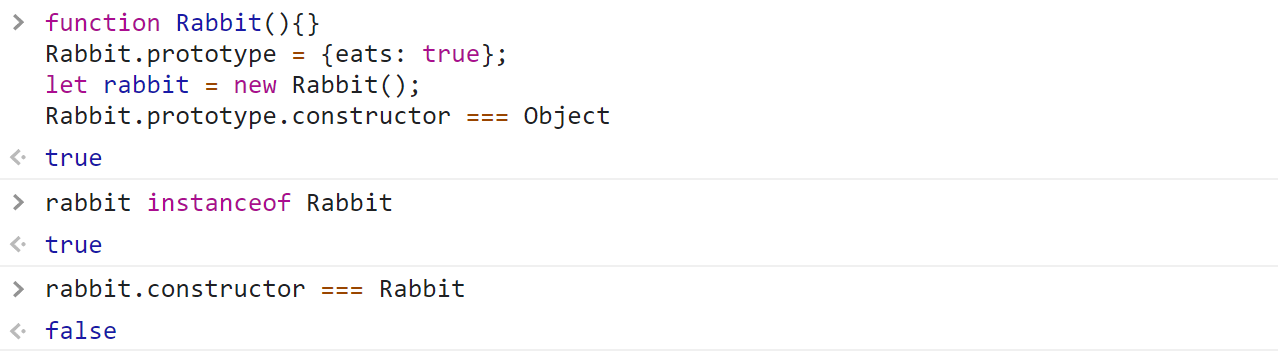 > function Rabbit(){}
Rabbit.prototype = {eats: true};
let rabbit = new Rabbit();
Rabbit.prototype.constructor === Object
true
> rabbit instanceof Rabbit
true
> rabbit.constructor === Rabbit
false